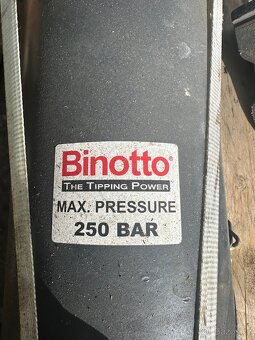 Binotto®
THE TIPPING POWER
MAX. PRESSURE
250 BAR